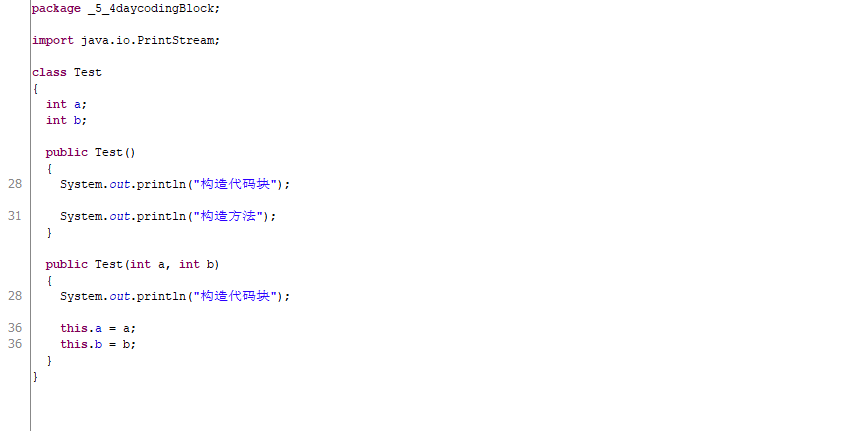 package _5_4daycodingBlock;
import java.io.PrintStream;
class Test
{
int a;
int b;
public Test()
{
28 System.out.println("构造代码块");
31 System.out.println("构造方法");
}
public Test(int a, int b)
{
28 System.out.println("构造代码块");
36 this.a = a;
36 this.b = b;
}
}